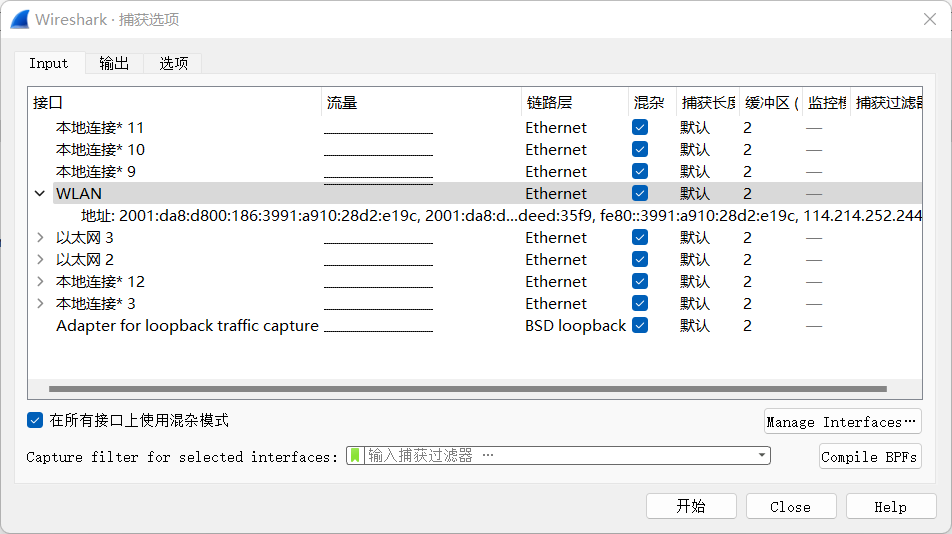 Wireshark · 捕获选项
Input 输出 选项
接口 流量 链路层 混杂 捕获长度 缓冲区 ( 监控模 捕获过滤器
本地连接* 11 Ethernet 默认 2 —
本地连接* 10 Ethernet 默认 2 —
本地连接* 9 Ethernet 默认 2 —
WLAN Ethernet 默认 2 —
地址: 2001:da8:d800:186:3991:a910:28d2:e19c, 2001:da8:d...deed:35f9, fe80::3991:a910:28d2:e19c, 114.214.252.244
以太网 3 Ethernet 默认 2 —
以太网 2 Ethernet 默认 2 —
本地连接* 12 Ethernet 默认 2 —
本地连接* 3 Ethernet 默认 2 —
Adapter for loopback traffic capture BSD loopback 默认 2 —
在所有接口上使用混杂模式
Manage Interfaces…
Capture filter for selected interfaces: 输入捕获过滤器 …
Compile BPFs
开始 Close Help